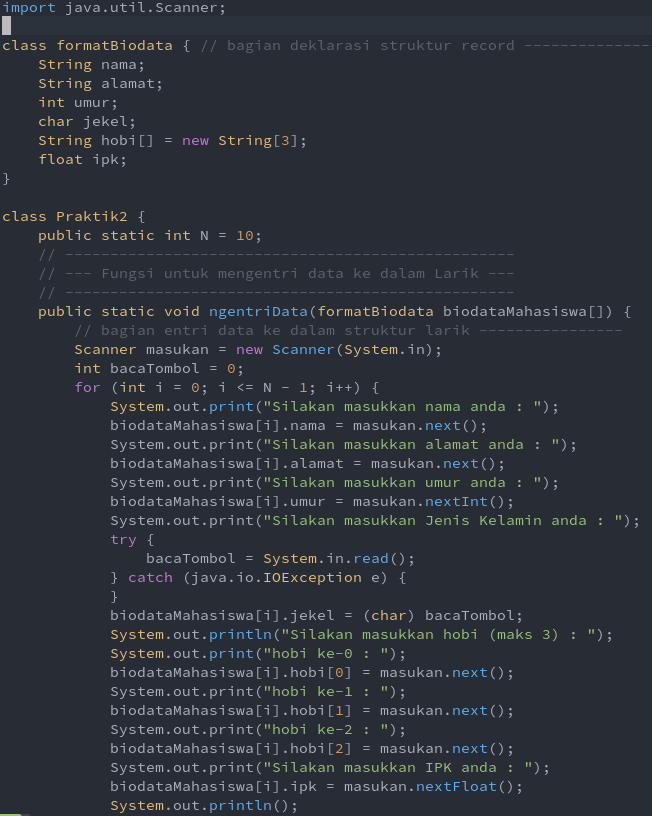 import java.util.Scanner;
class formatBiodata { // bagian deklarasi struktur record --------------
String nama;
String alamat;
int umur;
char jekel;
String hobi[] = new String[3];
float ipk;
}
class Praktik2 {
public static int N = 10;
// --------------------------------------------------
// --- Fungsi untuk mengentri data ke dalam Larik ---
// --------------------------------------------------
public static void ngentriData(formatBiodata biodataMahasiswa[]) {
// bagian entri data ke dalam struktur larik ----------------
Scanner masukan = new Scanner(System.in);
int bacaTombol = 0;
for (int i = 0; i <= N - 1; i++) {
System.out.print("Silakan masukkan nama anda : ");
biodataMahasiswa[i].nama = masukan.next();
System.out.print("Silakan masukkan alamat anda : ");
biodataMahasiswa[i].alamat = masukan.next();
System.out.print("Silakan masukkan umur anda : ");
biodataMahasiswa[i].umur = masukan.nextInt();
System.out.print("Silakan masukkan Jenis Kelamin anda : ");
try {
bacaTombol = System.in.read();
} catch (java.io.IOException e) {
}
biodataMahasiswa[i].jekel = (char) bacaTombol;
System.out.println("Silakan masukkan hobi (maks 3) : ");
System.out.print("hobi ke-0 : ");
biodataMahasiswa[i].hobi[0] = masukan.next();
System.out.print("hobi ke-1 : ");
biodataMahasiswa[i].hobi[1] = masukan.next();
System.out.print("hobi ke-2 : ");
biodataMahasiswa[i].hobi[2] = masukan.next();
System.out.print("Silakan masukkan IPK anda : ");
biodataMahasiswa[i].ipk = masukan.nextFloat();
System.out.println();